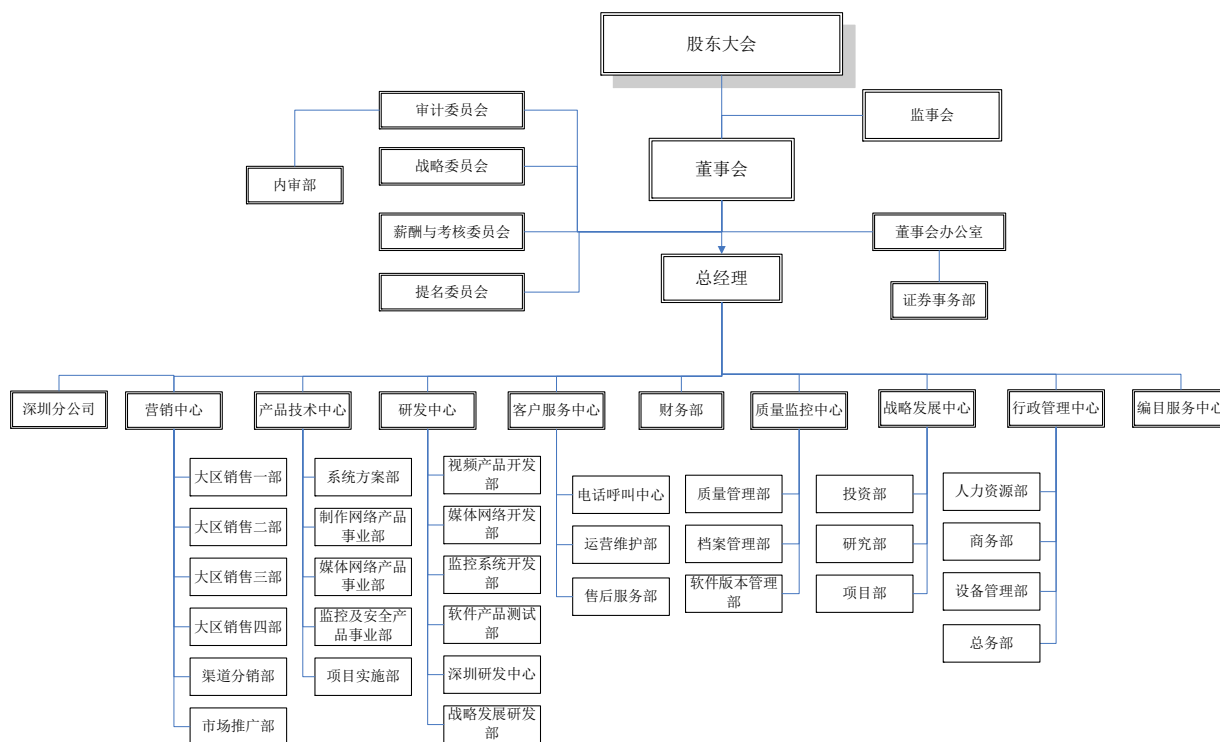 股东大会
审计委员会
监事会
战略委员会
董事会
内审部
薪酬与考核委员会
董事会办公室
总经理
提名委员会
证券事务部
深圳分公司
营销中心
产品技术中心
研发中心
客户服务中心
财务部
质量监控中心
战略发展中心
行政管理中心
编目服务中心
大区销售一部
大区销售二部
大区销售三部
大区销售四部
渠道分销部
市场推广部
系统方案部
制作网络产品
事业部
媒体网络产品
事业部
监控及安全产
品事业部
项目实施部
视频产品开发
部
媒体网络开发
部
监控系统开发
部
软件产品测试
部
深圳研发中心
战略发展研发
部
电话呼叫中心
运营维护部
售后服务部
质量管理部
档案管理部
软件版本管理
部
投资部
研究部
项目部
人力资源部
商务部
设备管理部
总务部